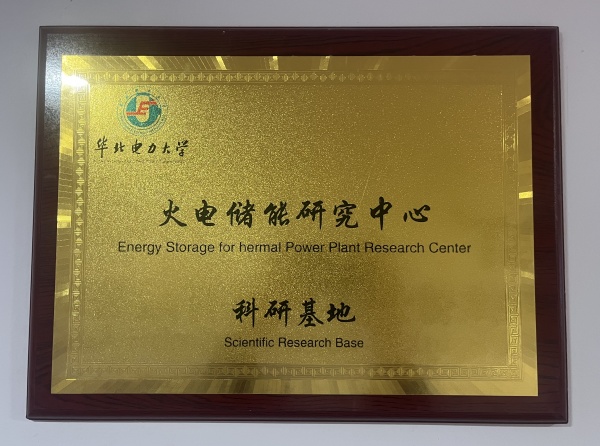 华北电力大学
火电储能研究中心
Energy Storage for hermal Power Plant Research Center
科研基地
Scientific Research Base